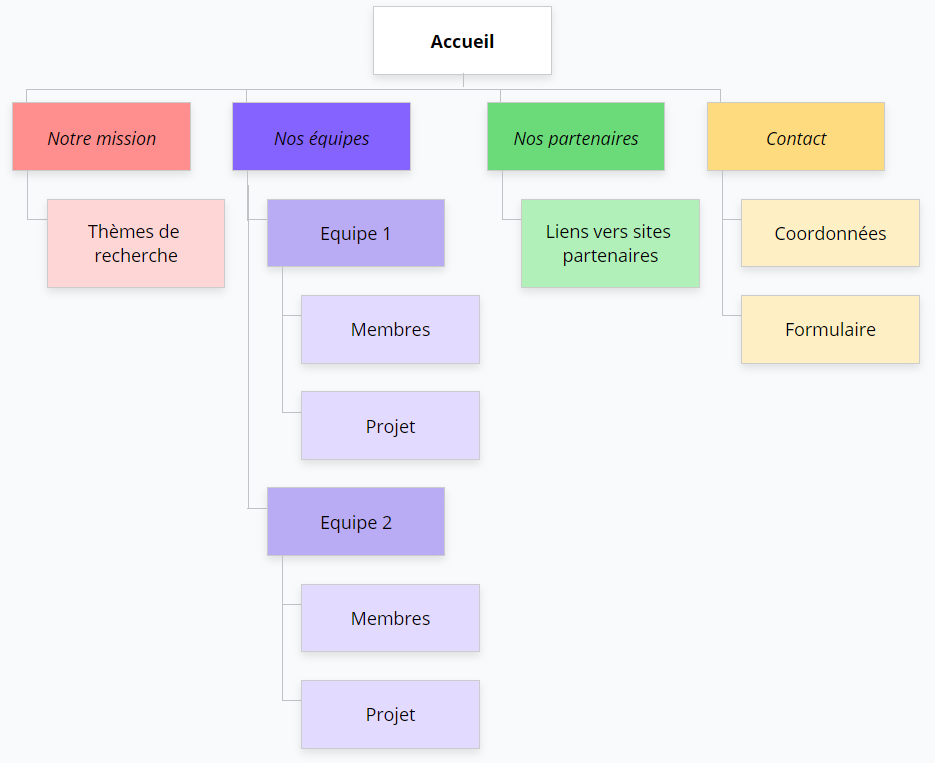 Accueil
Notre mission
Nos équipes
Nos partenaires
Contact
Thèmes de
recherche
Equipe 1
Membres
Projet
Equipe 2
Membres
Projet
Liens vers sites
partenaires
Coordonnées
Formulaire